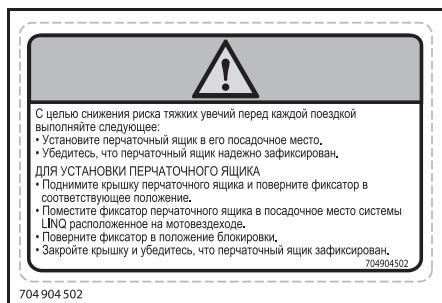 С целью снижения риска тяжких увечий перед каждой поездкой
выполняйте следующее:
• Установите перчаточный ящик в его посадочное место.
• Убедитесь, что перчаточный ящик надежно зафиксирован.
ДЛЯ УСТАНОВКИ ПЕРЧАТОЧНОГО ЯЩИКА
• Поднимите крышку перчаточного ящика и поверните фиксатор в
соответствующее положение.
• Поместите фиксатор перчаточного ящика в посадочное место системы
LINQ расположенное на мотовездеходе.
• Поверните фиксатор в положение блокировки.
• Закройте крышку и убедитесь, что перчаточный ящик зафиксирован.
704904502
704 904 502